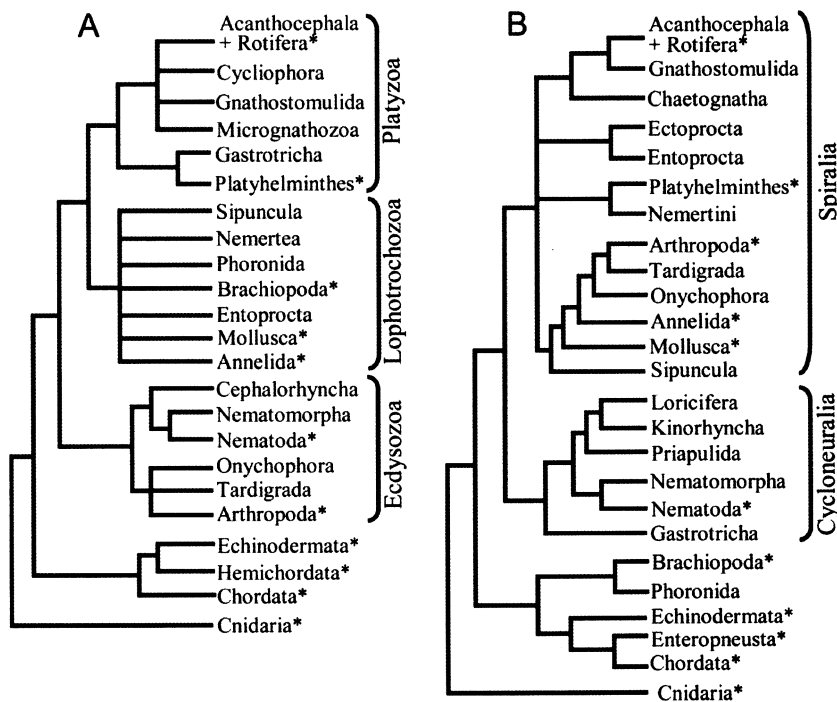 A
Acanthocephala
+ Rotifera*
Cycliophora
Gnathostomulida
Micrognathozoa
Gastrotricha
Platyhelminthes*
Platyzoa
Sipuncula
Nemertea
Phoronida
Brachiopoda*
Entoprocta
Mollusca*
Annelida*
Lophotrochozoa
Cephalorhyncha
Nematomorpha
Nematoda*
Onychophora
Tardigrada
Arthropoda*
Ecdysozoa
Echinodermata*
Hemichordata*
Chordata*
Cnidaria*
B
Acanthocephala
+ Rotifera*
Gnathostomulida
Chaetognatha
Ectoprocta
Entoprocta
Platyhelminthes*
Nemertini
Arthropoda*
Tardigrada
Onychophora
Annelida*
Mollusca*
Sipuncula
Spiralia
Loricifera
Kinorhyncha
Priapulida
Nematomorpha
Nematoda*
Gastrotricha
Cycloneuralia
Brachiopoda*
Phoronida
Echinodermata*
Enteropneusta*
Chordata*
Cnidaria*